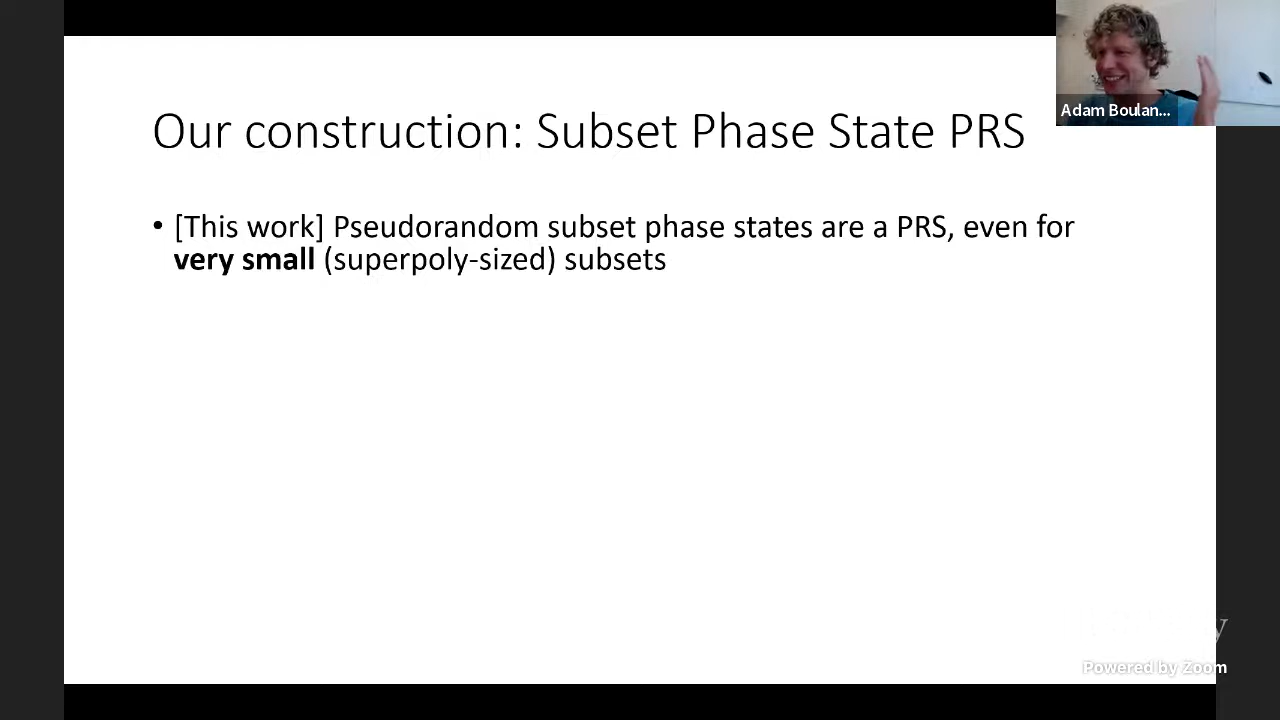 Our construction: Subset Phase State PRS
Adam Boulan...
• [This work] Pseudorandom subset phase states are a PRS, even for
very small (superpoly-sized) subsets
Powered by Zoom